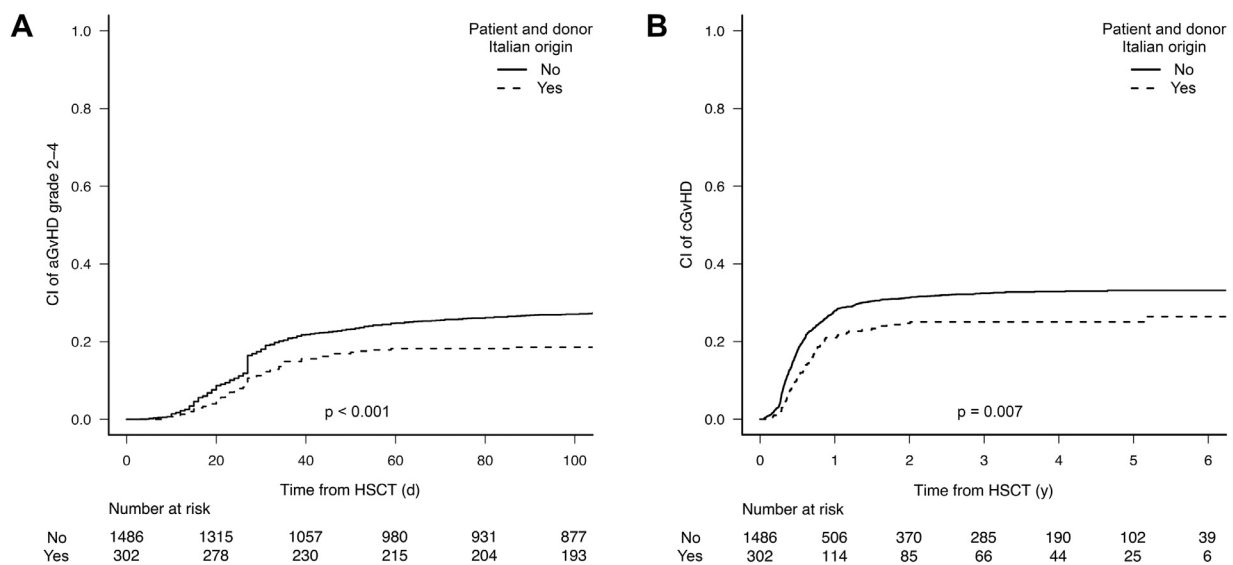 A
Patient and donor
Italian origin
No
Yes
CI of aGvHD grade 2–4
1.0
0.8
0.6
0.4
0.2
0.0
p < 0.001
0 20 40 60 80 100
Time from HSCT (d)
Number at risk
No 1486 1315 1057 980 931 877
Yes 302 278 230 215 204 193
B
Patient and donor
Italian origin
No
Yes
CI of cGvHD
1.0
0.8
0.6
0.4
0.2
0.0
p = 0.007
0 1 2 3 4 5 6
Time from HSCT (y)
Number at risk
No 1486 506 370 285 190 102 39
Yes 302 114 85 66 44 25 6